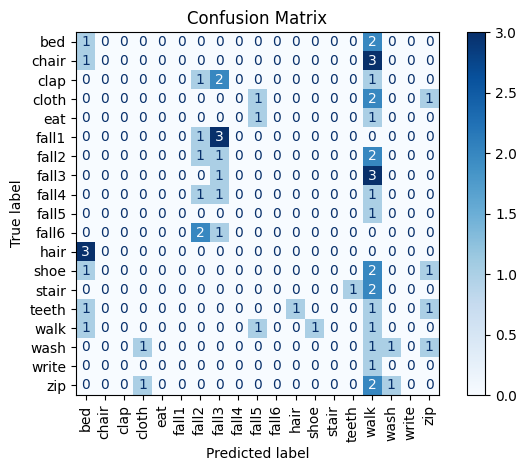 Confusion Matrix
True label
bed 1 0 0 0 0 0 0 0 0 0 0 0 0 0 0 2 0 0 0
chair 1 0 0 0 0 0 0 0 0 0 0 0 0 0 0 3 0 0 0
clap 0 0 0 0 0 0 1 2 0 0 0 0 0 0 0 1 0 0 0
cloth 0 0 0 0 0 0 0 0 0 1 0 0 0 0 0 2 0 0 1
eat 0 0 0 0 0 0 0 0 0 1 0 0 0 0 0 1 0 0 0
fall1 0 0 0 0 0 0 1 3 0 0 0 0 0 0 0 0 0 0 0
fall2 0 0 0 0 0 0 1 1 0 0 0 0 0 0 0 2 0 0 0
fall3 0 0 0 0 0 0 0 1 0 0 0 0 0 0 0 3 0 0 0
fall4 0 0 0 0 0 0 1 1 0 0 0 0 0 0 0 1 0 0 0
fall5 0 0 0 0 0 0 0 0 0 0 0 0 0 0 0 1 0 0 0
fall6 0 0 0 0 0 0 2 1 0 0 0 0 0 0 0 0 0 0 0
hair 3 0 0 0 0 0 0 0 0 0 0 0 0 0 0 0 0 0 0
shoe 1 0 0 0 0 0 0 0 0 0 0 0 0 0 0 2 0 0 1
stair 0 0 0 0 0 0 0 0 0 0 0 0 0 0 1 2 0 0 0
teeth 1 0 0 0 0 0 0 0 0 0 0 1 0 0 0 1 0 0 1
walk 1 0 0 0 0 0 0 0 0 1 0 0 1 0 0 1 0 0 0
wash 0 0 0 1 0 0 0 0 0 0 0 0 0 0 0 1 1 0 1
write 0 0 0 0 0 0 0 0 0 0 0 0 0 0 0 1 0 0 0
zip 0 0 0 1 0 0 0 0 0 0 0 0 0 0 0 2 1 0 0
bed chair clap cloth eat fall1 fall2 fall3 fall4 fall5 fall6 hair shoe stair teeth walk wash write zip
Predicted label
3.0
2.5
2.0
1.5
1.0
0.5
0.0